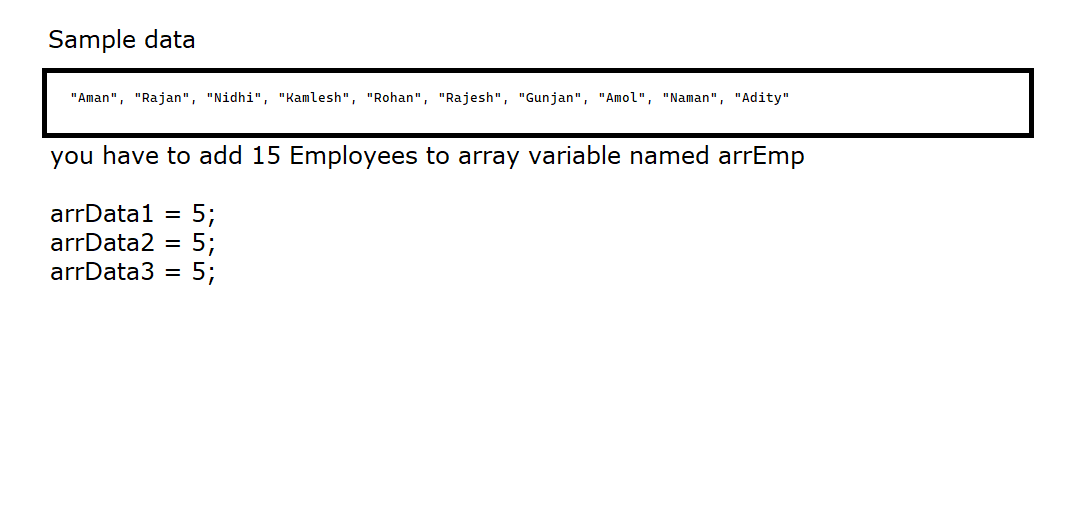 Sample data
"Aman", "Rajan", "Nidhi", "Kamlesh", "Rohan", "Rajesh", "Gunjan", "Amol", "Naman", "Adity"
you have to add 15 Employees to array variable named arrEmp
arrData1 = 5;
arrData2 = 5;
arrData3 = 5;